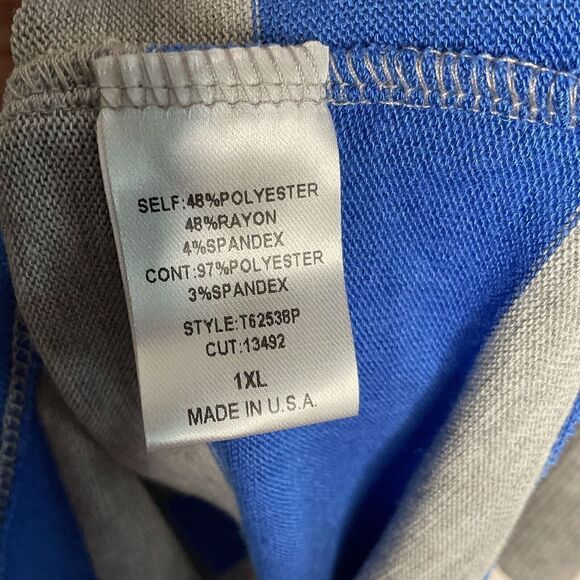 SELF:48%POLYESTER
48%RAYON
4%SPANDEX
CONT:97%POLYESTER
3%SPANDEX
STYLE:T62538P
CUT:13492
1XL
MADE IN U.S.A.